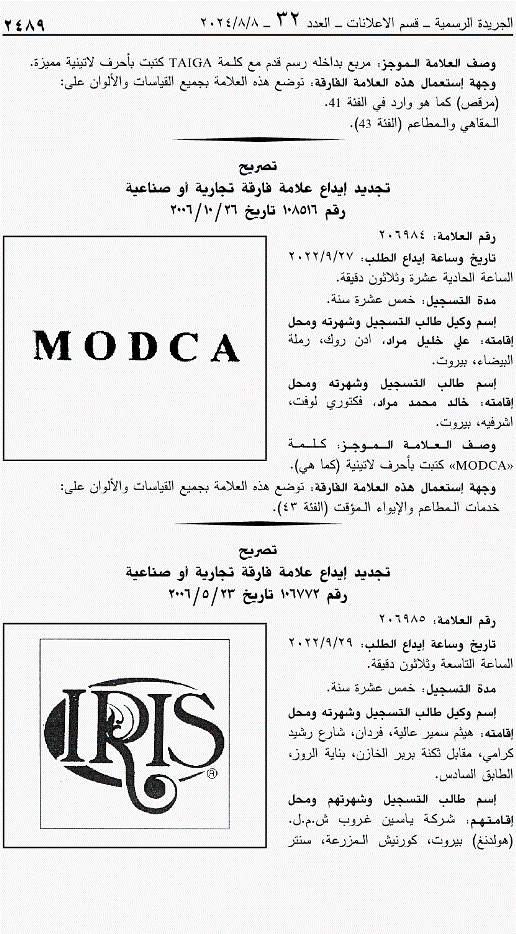 الجريدة الرسمية ــ قسم الاعلانات ــ العدد ٣٢ ــ ٢٠٢٤/٨/٨
٢٤٨٩
وصف العلامة الموجز: مربع بداخله رسم قدم مع كلمة TAIGA كتبت بأحرف لاتينية مميزة.
وجهة إستعمال هذه العلامة الفارقة: توضع هذه العلامة بجميع القياسات والألوان على:
(مرقص) كما هو وارد في الفئة 41.
المقاهي والمطاعم (الفئة 43).
تصريح
تجديد إيداع علامة فارقة تجارية أو صناعية
رقم ١٠٨٥١٦ تاريخ ٢٠٠٦/١٠/٢٦
رقم العلامة: ٢٠٦٩٨٤
تاريخ وساعة إيداع الطلب: ٢٠٢٢/٩/٢٧
الساعة الحادية عشرة وثلاثون دقيقة.
مدة التسجيل: خمس عشرة سنة.
إسم وكيل طالب التسجيل وشهرته ومحل
إقامته: علي خليل مراد، ادن روك، رملة
البيضاء، بيروت.
إسم طالب التسجيل وشهرته ومحل
إقامته: خالد محمد مراد، فكتوري لوفت،
اشرفيه، بيروت.
وصف العلامة الموجز: كلمة
«MODCA» كتبت بأحرف لاتينية (كما هي).
MODCA
وجهة إستعمال هذه العلامة الفارقة: توضع هذه العلامة بجميع القياسات والألوان على:
خدمات المطاعم والإيواء المؤقت (الفئة ٤٣).
تصريح
تجديد إيداع علامة فارقة تجارية أو صناعية
رقم ١٠٦٧٧٢ تاريخ ٢٠٠٦/٥/٢٣
رقم العلامة: ٢٠٦٩٨٥
تاريخ وساعة إيداع الطلب: ٢٠٢٢/٩/٢٩
الساعة التاسعة وثلاثون دقيقة.
مدة التسجيل: خمس عشرة سنة.
إسم وكيل طالب التسجيل وشهرته ومحل
إقامته: هيثم سمير عالية، فردان، شارع رشيد
كرامي، مقابل ثكنة بربر الخازن، بناية الروز،
الطابق السادس.
إسم طالب التسجيل وشهرتهم ومحل
إقامتهم: شركة ياسين غروب ش.م.ل.
(هولدنغ) بيروت، كورنيش المزرعة، سنتر
IRIS ®